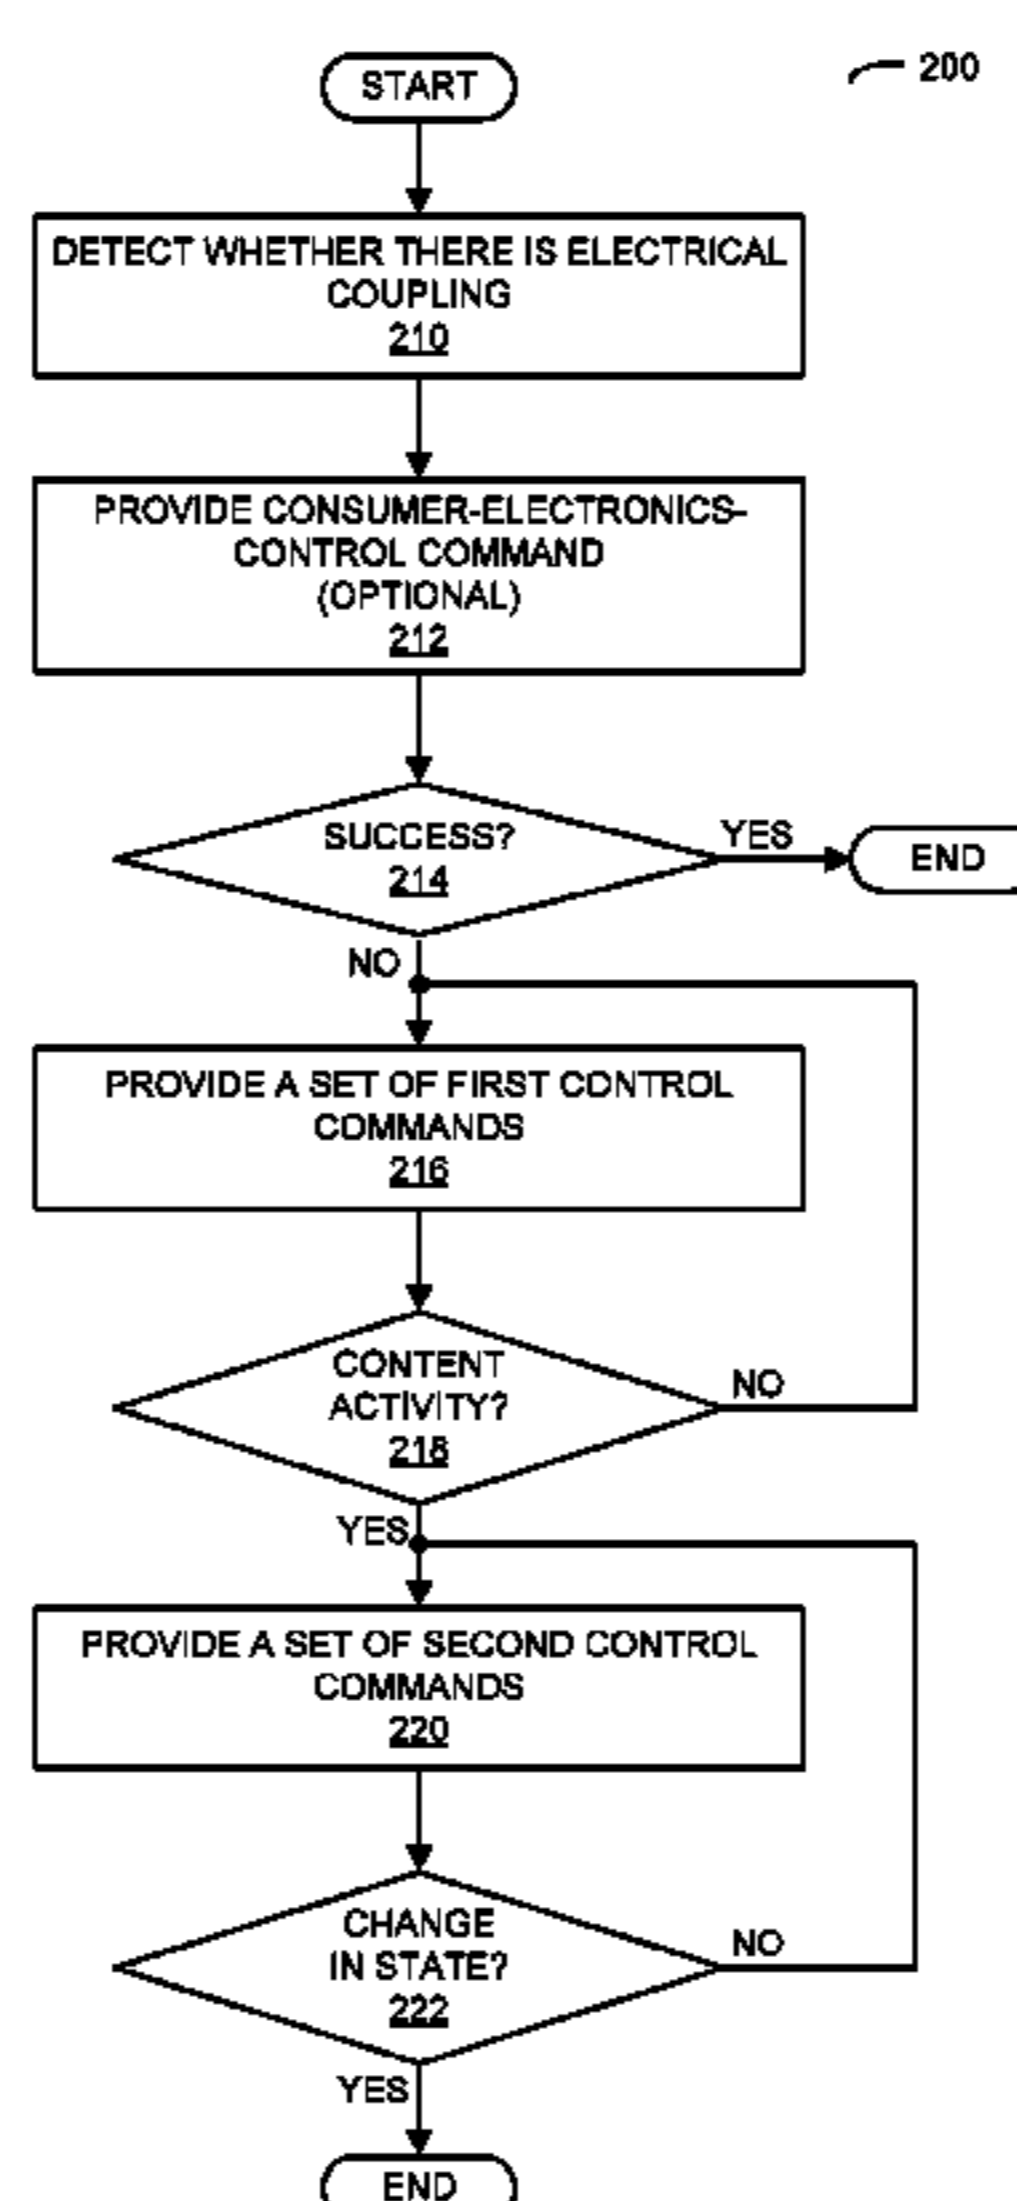 START
200
DETECT WHETHER THERE IS ELECTRICAL
COUPLING
210
PROVIDE CONSUMER-ELECTRONICS-
CONTROL COMMAND
(OPTIONAL)
212
SUCCESS?
214
YES
END
NO
PROVIDE A SET OF FIRST CONTROL
COMMANDS
216
CONTENT
ACTIVITY?
218
NO
YES
PROVIDE A SET OF SECOND CONTROL
COMMANDS
220
CHANGE
IN STATE?
222
NO
YES
END